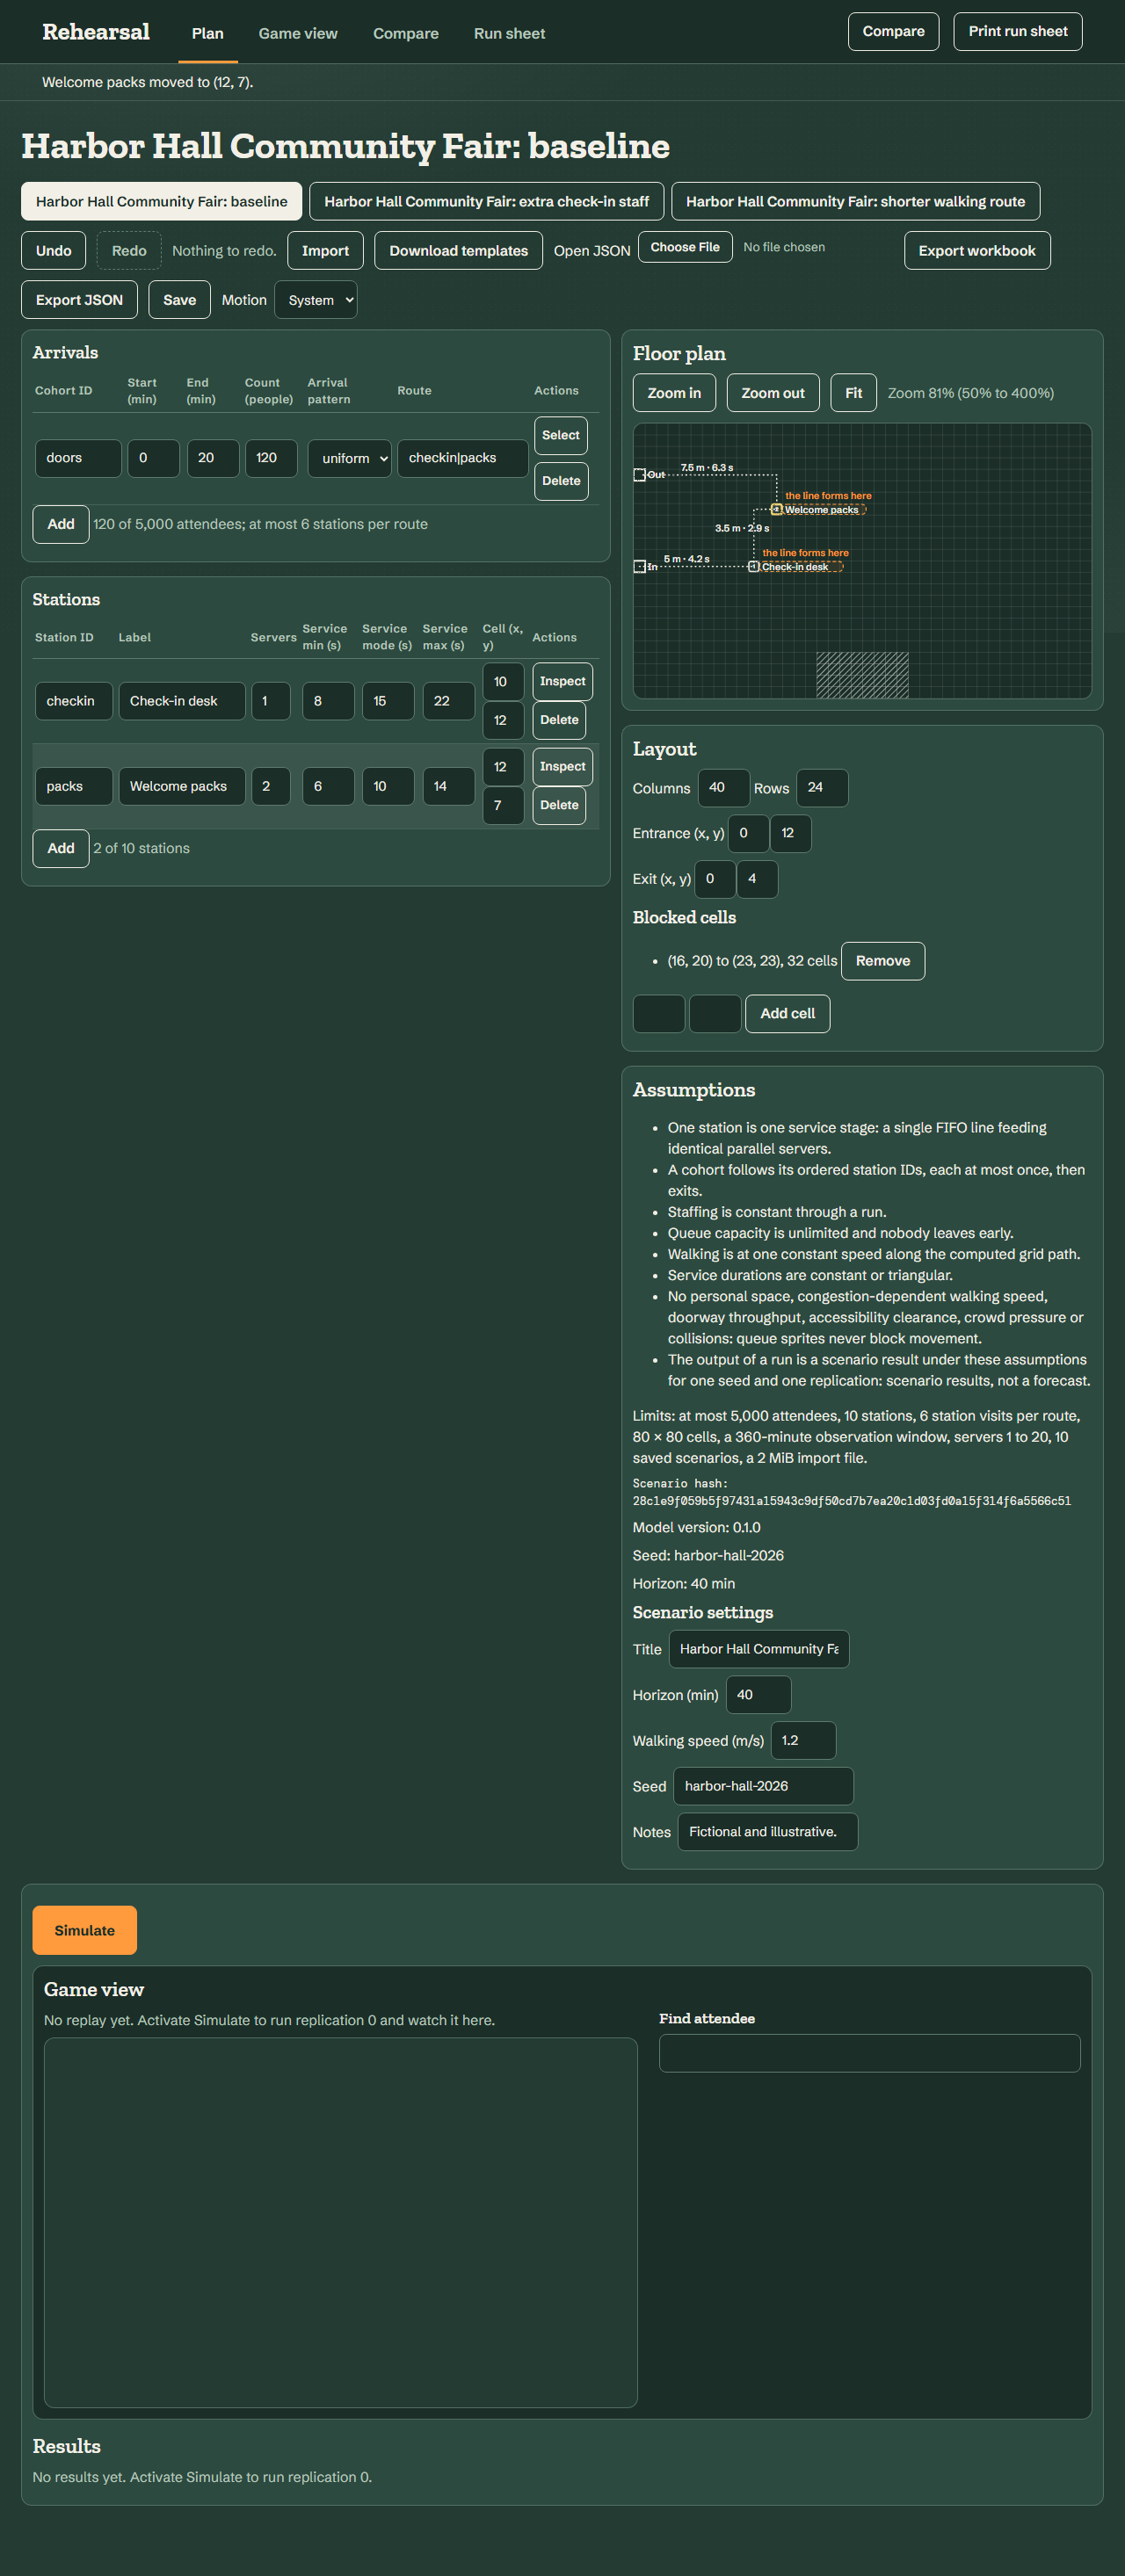 Rehearsal
Plan
Game view
Compare
Run sheet
Compare
Print run sheet
Welcome packs moved to (12, 7).
Harbor Hall Community Fair: baseline
Harbor Hall Community Fair: baseline
Harbor Hall Community Fair: extra check-in staff
Harbor Hall Community Fair: shorter walking route
Undo
Redo
Nothing to redo.
Import
Download templates
Open JSON
Choose File
No file chosen
Export workbook
Export JSON
Save
Motion
System
Arrivals
Cohort ID
Start (min)
End (min)
Count (people)
Arrival pattern
Route
Actions
doors
0
20
120
uniform
checkin|packs
Select
Delete
Add
120 of 5,000 attendees; at most 6 stations per route
Stations
Station ID
Label
Servers
Service min (s)
Service mode (s)
Service max (s)
Cell (x, y)
Actions
checkin
Check-in desk
1
8
15
22
10
12
Inspect
Delete
packs
Welcome packs
2
6
10
14
12
7
Inspect
Delete
Add
2 of 10 stations
Floor plan
Zoom in
Zoom out
Fit
Zoom 81% (50% to 400%)
Out
7.5 m · 6.3 s
the line forms here
Welcome packs
3.5 m · 2.9 s
the line forms here
In
5 m · 4.2 s
Check-in desk
Layout
Columns
40
Rows
24
Entrance (x, y)
0
12
Exit (x, y)
0
4
Blocked cells
• (16, 20) to (23, 23), 32 cells
Remove
Add cell
Assumptions
• One station is one service stage: a single FIFO line feeding
identical parallel servers.
• A cohort follows its ordered station IDs, each at most once, then
exits.
• Staffing is constant through a run.
• Queue capacity is unlimited and nobody leaves early.
• Walking is at one constant speed along the computed grid path.
• Service durations are constant or triangular.
• No personal space, congestion-dependent walking speed,
doorway throughput, accessibility clearance, crowd pressure or
collisions: queue sprites never block movement.
• The output of a run is a scenario result under these assumptions
for one seed and one replication: scenario results, not a forecast.
Limits: at most 5,000 attendees, 10 stations, 6 station visits per route,
80 × 80 cells, a 360-minute observation window, servers 1 to 20, 10
saved scenarios, a 2 MiB import file.
Scenario hash:
28c1e9f059b5f97431a15943c9df50cd7b7ea20c1d03fd0a15f314f6a5566c51
Model version: 0.1.0
Seed: harbor-hall-2026
Horizon: 40 min
Scenario settings
Title
Harbor Hall Community Fa
Horizon (min)
40
Walking speed (m/s)
1.2
Seed
harbor-hall-2026
Notes
Fictional and illustrative.
Simulate
Game view
No replay yet. Activate Simulate to run replication 0 and watch it here.
Find attendee
Results
No results yet. Activate Simulate to run replication 0.